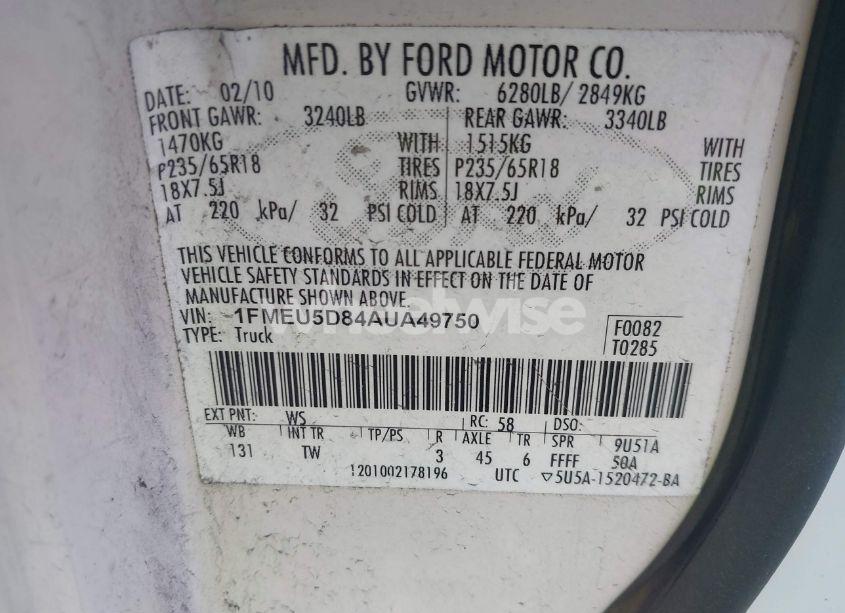 MFD. BY FORD MOTOR CO.
DATE: 02/10 GVWR: 6280LB/ 2849KG
FRONT GAWR: 3240LB REAR GAWR: 3340LB
1470KG WITH 1515KG WITH
P235/65R18 TIRES P235/65R18 TIRES
18X7.5J RIMS 18X7.5J RIMS
AT 220 kPa/ 32 PSI COLD AT 220 kPa/ 32 PSI COLD
THIS VEHICLE CONFORMS TO ALL APPLICABLE FEDERAL MOTOR
VEHICLE SAFETY STANDARDS IN EFFECT ON THE DATE OF
MANUFACTURE SHOWN ABOVE.
VIN: 1FMEU5D84AUA49750 F0082
TYPE: Truck T0285
wheelwise
EXT PNT: WS RC: 58 DSO:
WB INT TR TP/PS R AXLE TR SPR 9U51A
131 TW 3 45 6 FFFF 50A
1201002178196 UTC ▽5U5A-1520472-BA